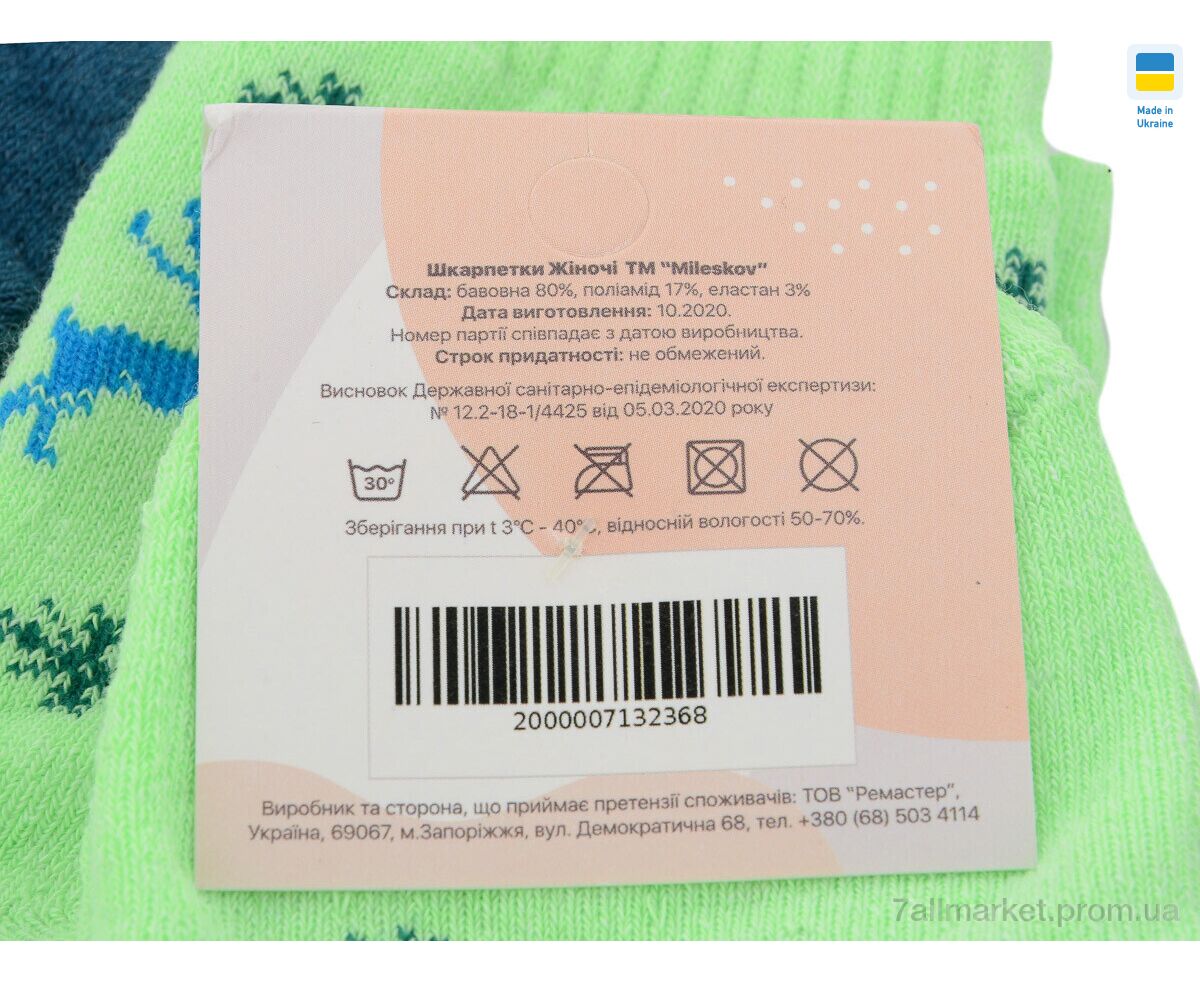 Made in
Ukraine
Шкарпетки Жіночі ТМ "Mileskov"
Склад: бавовна 80%, поліамід 17%, еластан 3%
Дата виготовлення: 10.2020.
Номер партії співпадає з датою виробництва.
Строк придатності: не обмежений.
Висновок Державної санітарно-епідеміологічної експертизи:
№ 12.2-18-1/4425 від 05.03.2020 року
30°
Зберігання при t 3°C - 40°C, відносній вологості 50-70%.
2000007132368
Виробник та сторона, що приймає претензії споживачів: ТОВ "Ремастер",
Україна, 69067, м.Запоріжжя, вул. Демократична 68, тел. +380 (68) 503 4114
7allmarket.prom.ua